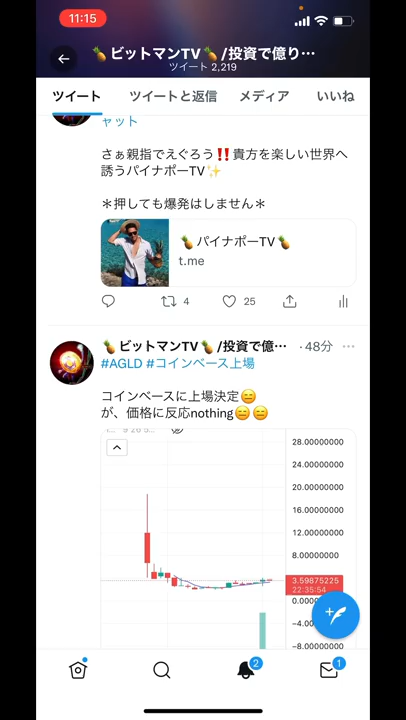 11:15
🍍ビットマンTV🍍/投資で億り…
ツイート 2,219
ツイート ツイートと返信 メディア いいね
ャット
さぁ親指でえぐろう‼️貴方を楽しい世界へ
誘うパイナポーTV✨
＊押しても爆発はしません＊
🍍パイナポーTV🍍
t.me
4 25
🍍ビットマンTV🍍/投資で億… ・48分
#AGLD #コインベース上場
コインベースに上場決定😑
が、価格に反応nothing😑😑
28.00000000
24.00000000
20.00000000
16.00000000
12.00000000
8.00000000
3.59875225
22:35:54
0.000
-4.00
-8.00000000
2 1